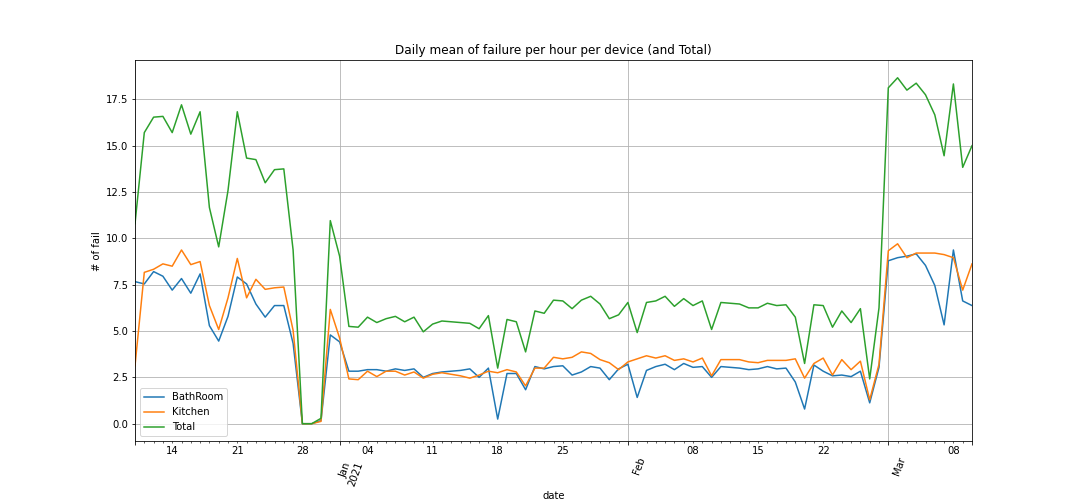 Daily mean of failure per hour per device (and Total)
# of fail
17.5
15.0
12.5
10.0
7.5
5.0
2.5
0.0
BathRoom
Kitchen
Total
14 21 28 04 11 18 25 08 15 22 08
Jan Feb Mar
2021
date